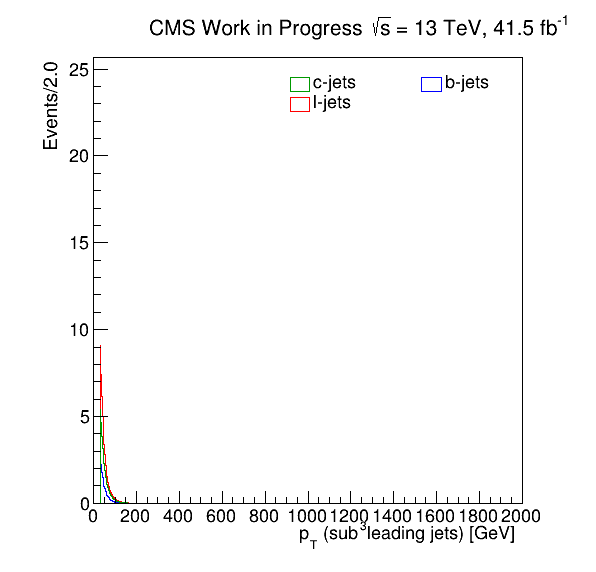 CMS Work in Progress √s = 13 TeV, 41.5 fb⁻¹
Events/2.0
25
20
15
10
5
0
c-jets
b-jets
l-jets
0 200 400 600 800 1000 1200 1400 1600 1800 2000
p_T (sub³leading jets) [GeV]